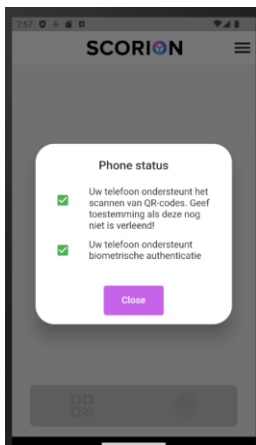 7:57
SCORION
Phone status
Uw telefoon ondersteunt het
scannen van QR-codes. Geef
toestemming als deze nog
niet is verleend!
Uw telefoon ondersteunt
biometrische authenticatie
Close